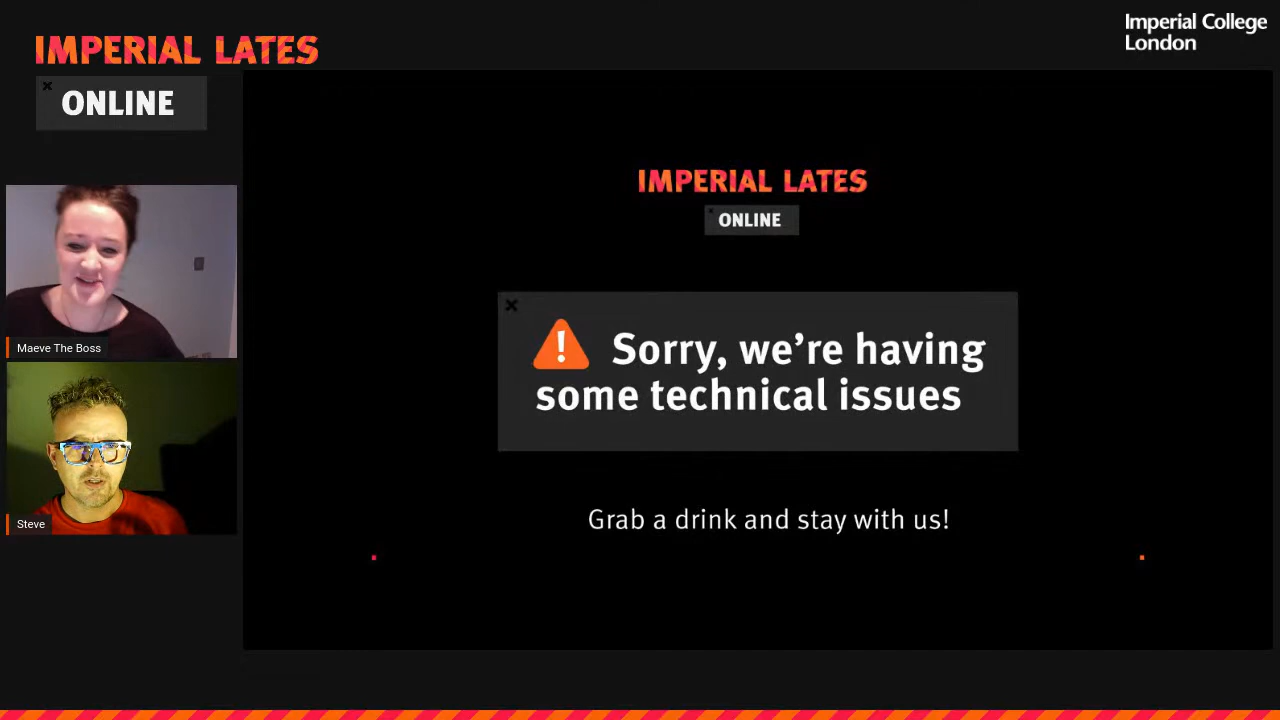 IMPERIAL LATES
ONLINE
Imperial College
London
IMPERIAL LATES
ONLINE
Sorry, we’re having
some technical issues
Grab a drink and stay with us!
Maeve The Boss
Steve